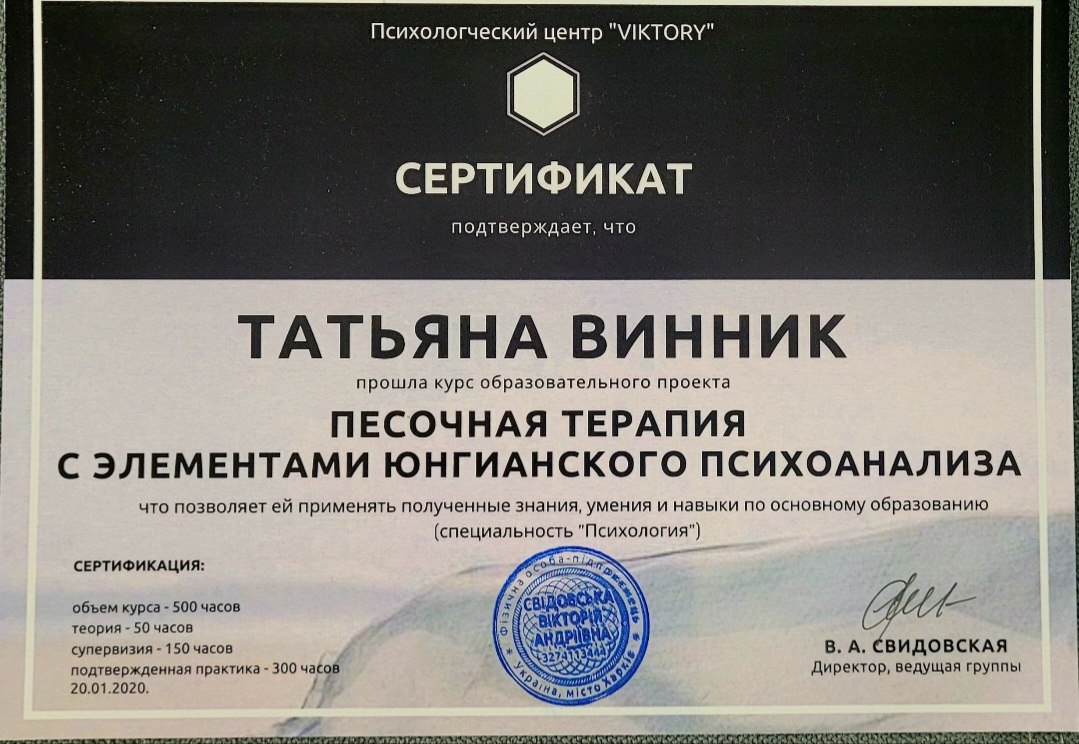 Психологческий центр "VIKTORY"
СЕРТИФИКАТ
подтверждает, что
ТАТЬЯНА ВИННИК
прошла курс образовательного проекта
ПЕСОЧНАЯ ТЕРАПИЯ
С ЭЛЕМЕНТАМИ ЮНГИАНСКОГО ПСИХОАНАЛИЗА
что позволяет ей применять полученные знания, умения и навыки по основному образованию
(специальность "Психология")
СЕРТИФИКАЦИЯ:
объем курса - 500 часов
теория - 50 часов
супервизия - 150 часов
подтвержденная практика - 300 часов
20.01.2020.
Фізична особа-підприємець
СВІДОВСЬКА
ВІКТОРІЯ
АНДРІЇВНА
* Україна, місто Харків *
В. А. СВИДОВСКАЯ
Директор, ведущая группы